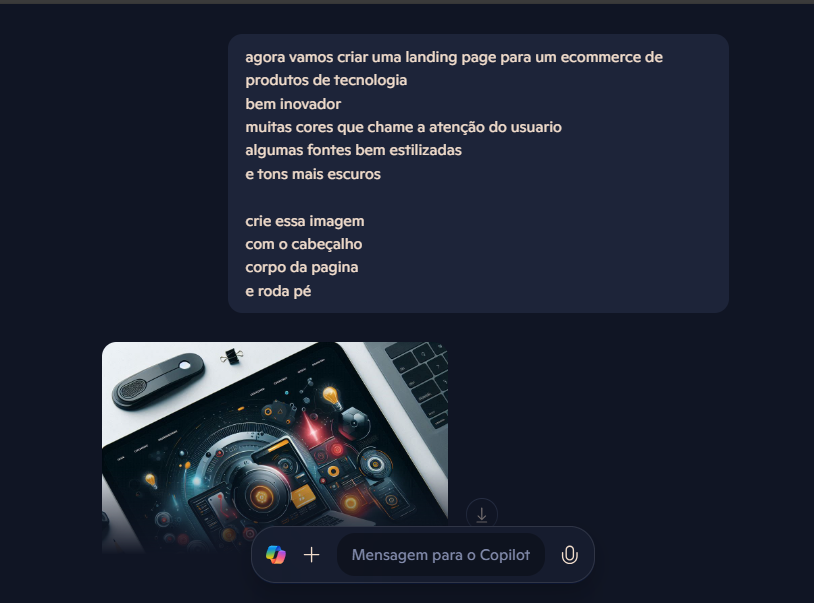 agora vamos criar uma landing page para um ecommerce de
produtos de tecnologia
bem inovador
muitas cores que chame a atenção do usuario
algumas fontes bem estilizadas
e tons mais escuros
crie essa imagem
com o cabeçalho
corpo da pagina
e roda pé
Mensagem para o Copilot